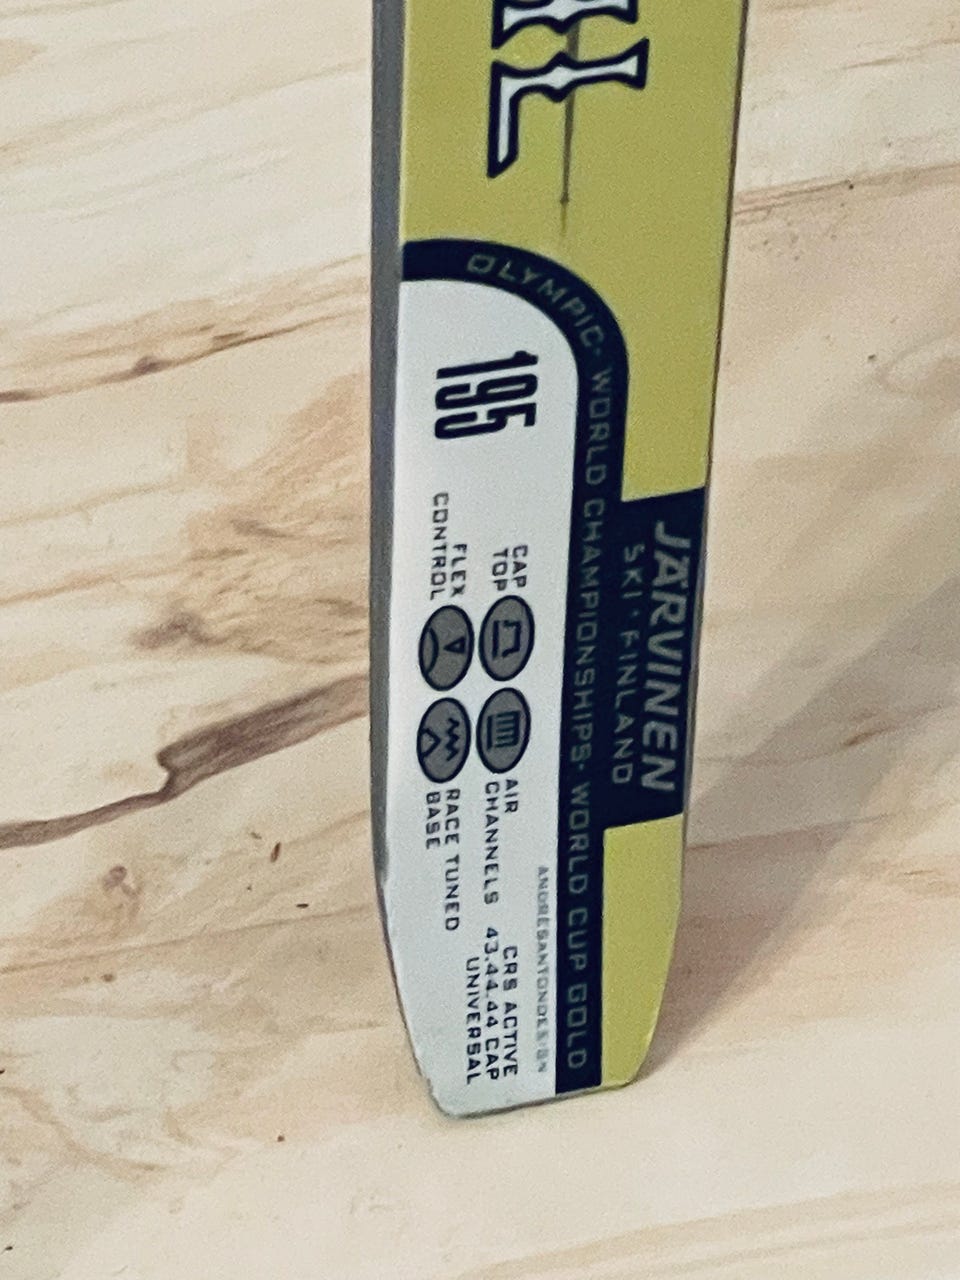 OLYMPIC · WORLD CHAMPIONSHIPS · WORLD CUP GOLD
JÄRVINEN
SKI · FINLAND
195
CAP
TOP
FLEX
CONTROL
AIR
CHANNELS
RACE TUNED
BASE
CRS ACTIVE
43.44.44 CAP
UNIVERSAL
ANDRESANTONDESIGN